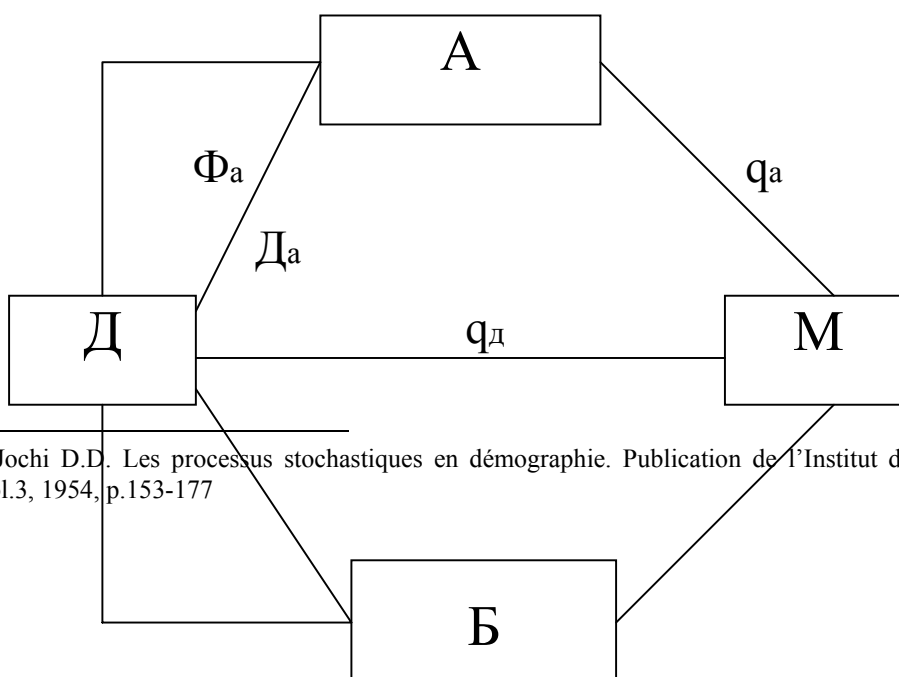 А
Фа
qа
Да
Д
qд
М
Jochi D.D. Les processus stochastiques en démographie. Publication de l’Institut d
l.3, 1954, p.153-177
Б